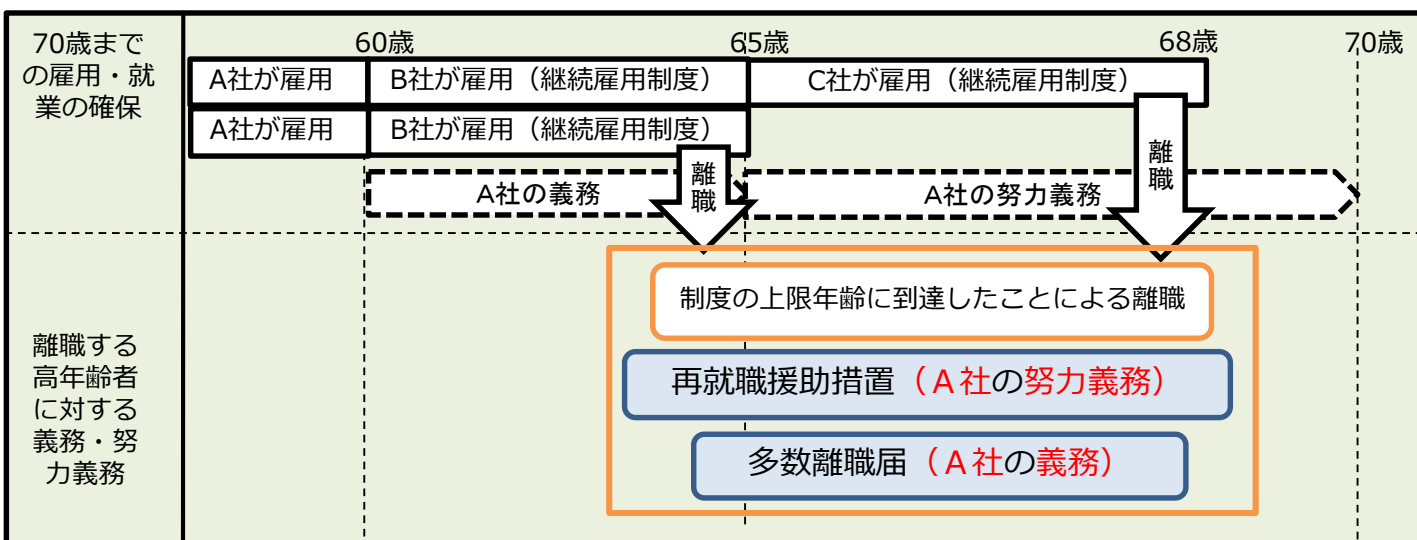 70歳まで
の雇用・就
業の確保
60歳
65歳
68歳
70歳
A社が雇用
B社が雇用（継続雇用制度）
C社が雇用（継続雇用制度）
A社が雇用
B社が雇用（継続雇用制度）
離職
離職
A社の義務
A社の努力義務
離職する
高年齢者
に対する
義務・努
力義務
制度の上限年齢に到達したことによる離職
再就職援助措置（Ａ社の努力義務）
多数離職届（Ａ社の義務）